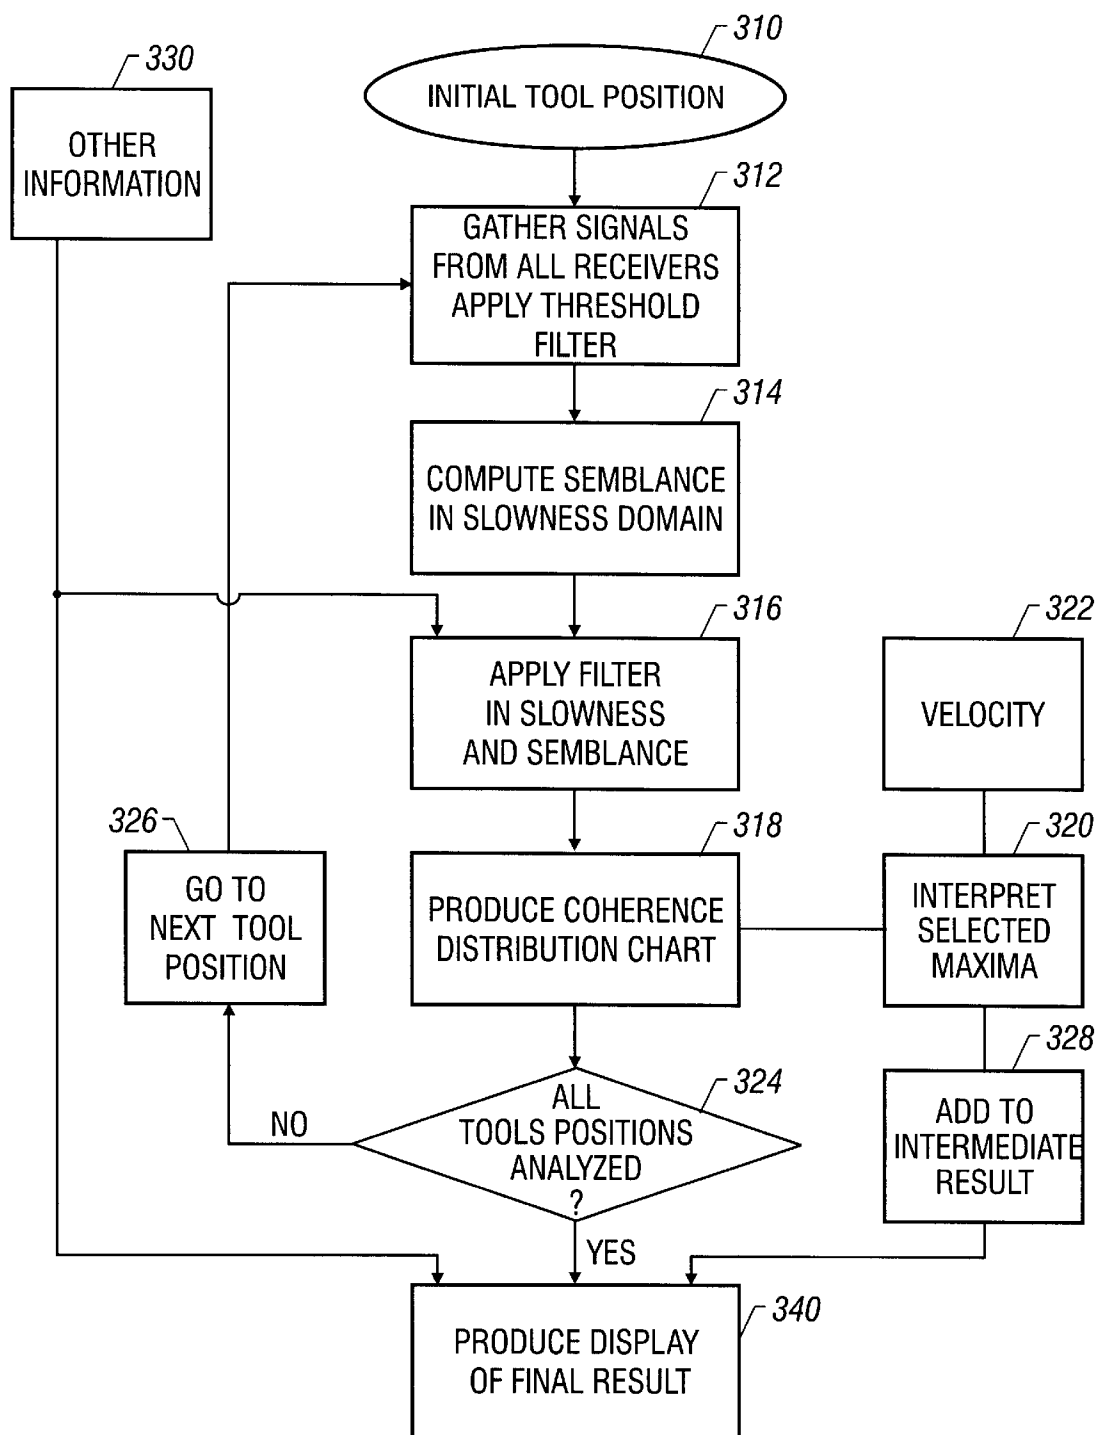 310
INITIAL TOOL POSITION
330
OTHER
INFORMATION
312
GATHER SIGNALS
FROM ALL RECEIVERS
APPLY THRESHOLD
FILTER
314
COMPUTE SEMBLANCE
IN SLOWNESS DOMAIN
316
APPLY FILTER
IN SLOWNESS
AND SEMBLANCE
322
VELOCITY
326
GO TO
NEXT TOOL
POSITION
318
PRODUCE COHERENCE
DISTRIBUTION CHART
320
INTERPRET
SELECTED
MAXIMA
324
ALL
TOOLS POSITIONS
ANALYZED
?
NO
YES
328
ADD TO
INTERMEDIATE
RESULT
340
PRODUCE DISPLAY
OF FINAL RESULT